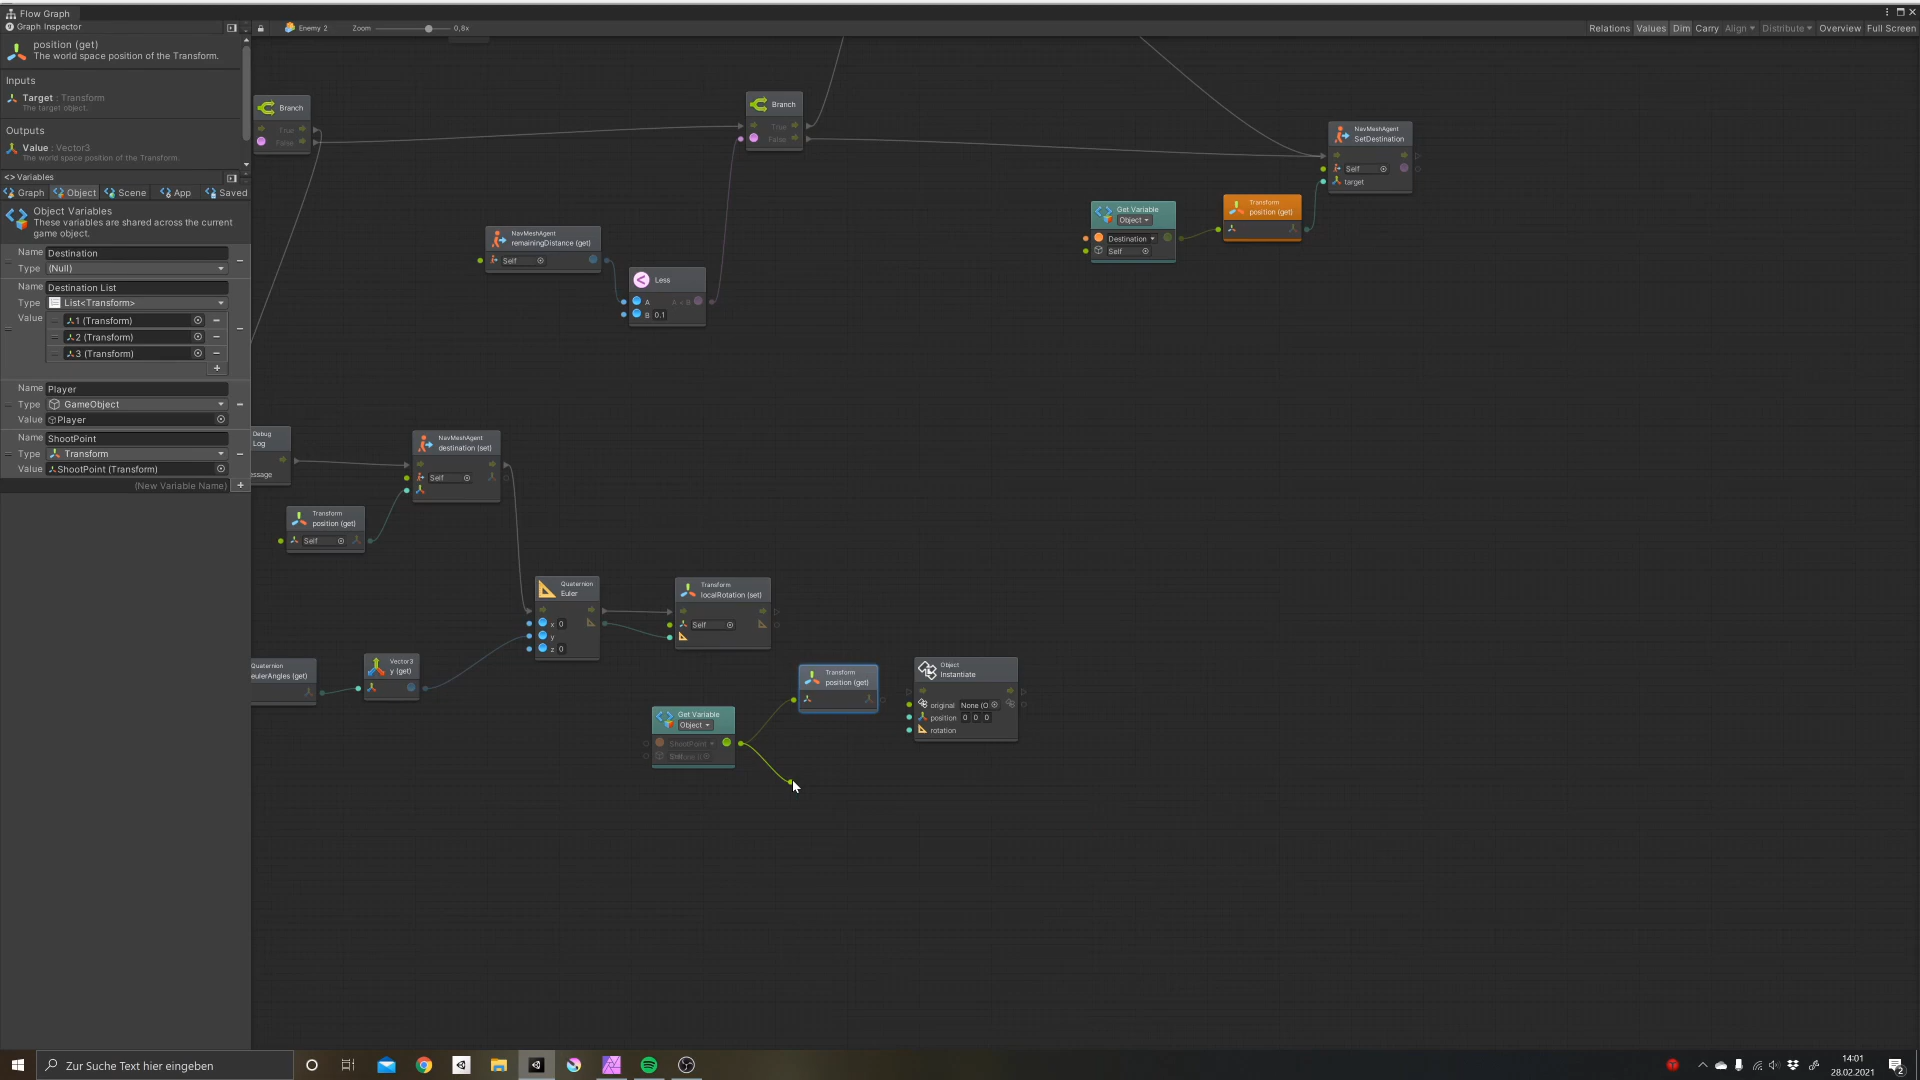 Flow Graph
Graph Inspector
Enemy 2
Zoom
0,8x
Relations
Values
Dim
Carry
Align
Distribute
Overview
Full Screen
position (get)
The world space position of the Transform.
Inputs
Target : Transform
The target object.
Outputs
Value : Vector3
The world space position of the Transform.
<> Variables
Graph
Object
Scene
App
Saved
Object Variables
These variables are shared across the current
game object.
Name Destination
Type (Null)
Name Destination List
Type List<Transform>
Value 1 (Transform)
2 (Transform)
3 (Transform)
Name Player
Type GameObject
Value Player
Name ShootPoint
Type Transform
Value ShootPoint (Transform)
(New Variable Name)
Branch
True
False
Branch
True
False
NavMeshAgent
SetDestination
Self
target
Get Variable
Object
Destination
Self
Transform
position (get)
NavMeshAgent
remainingDistance (get)
Self
Less
A A < B
B 0.1
Debug
Log
essage
NavMeshAgent
destination (set)
Self
Transform
position (get)
Self
Quaternion
Euler
x 0
y
z 0
Transform
localRotation (set)
Self
Quaternion
eulerAngles (get)
Vector3
y (get)
Get Variable
Object
ShootPoint
Transform
position (get)
Object
Instantiate
original None (O
position 0 0 0
rotation
Zur Suche Text hier eingeben
14:01
28.02.2021
2